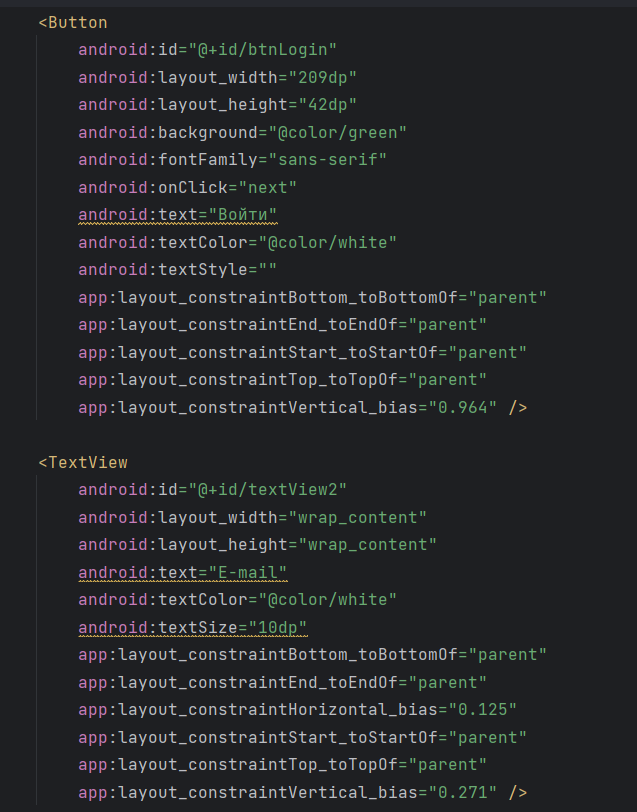 <Button
android:id="@+id/btnLogin"
android:layout_width="209dp"
android:layout_height="42dp"
android:background="@color/green"
android:fontFamily="sans-serif"
android:onClick="next"
android:text="Войти"
android:textColor="@color/white"
android:textStyle=""
app:layout_constraintBottom_toBottomOf="parent"
app:layout_constraintEnd_toEndOf="parent"
app:layout_constraintStart_toStartOf="parent"
app:layout_constraintTop_toTopOf="parent"
app:layout_constraintVertical_bias="0.964" />
<TextView
android:id="@+id/textView2"
android:layout_width="wrap_content"
android:layout_height="wrap_content"
android:text="E-mail"
android:textColor="@color/white"
android:textSize="10dp"
app:layout_constraintBottom_toBottomOf="parent"
app:layout_constraintEnd_toEndOf="parent"
app:layout_constraintHorizontal_bias="0.125"
app:layout_constraintStart_toStartOf="parent"
app:layout_constraintTop_toTopOf="parent"
app:layout_constraintVertical_bias="0.271" />